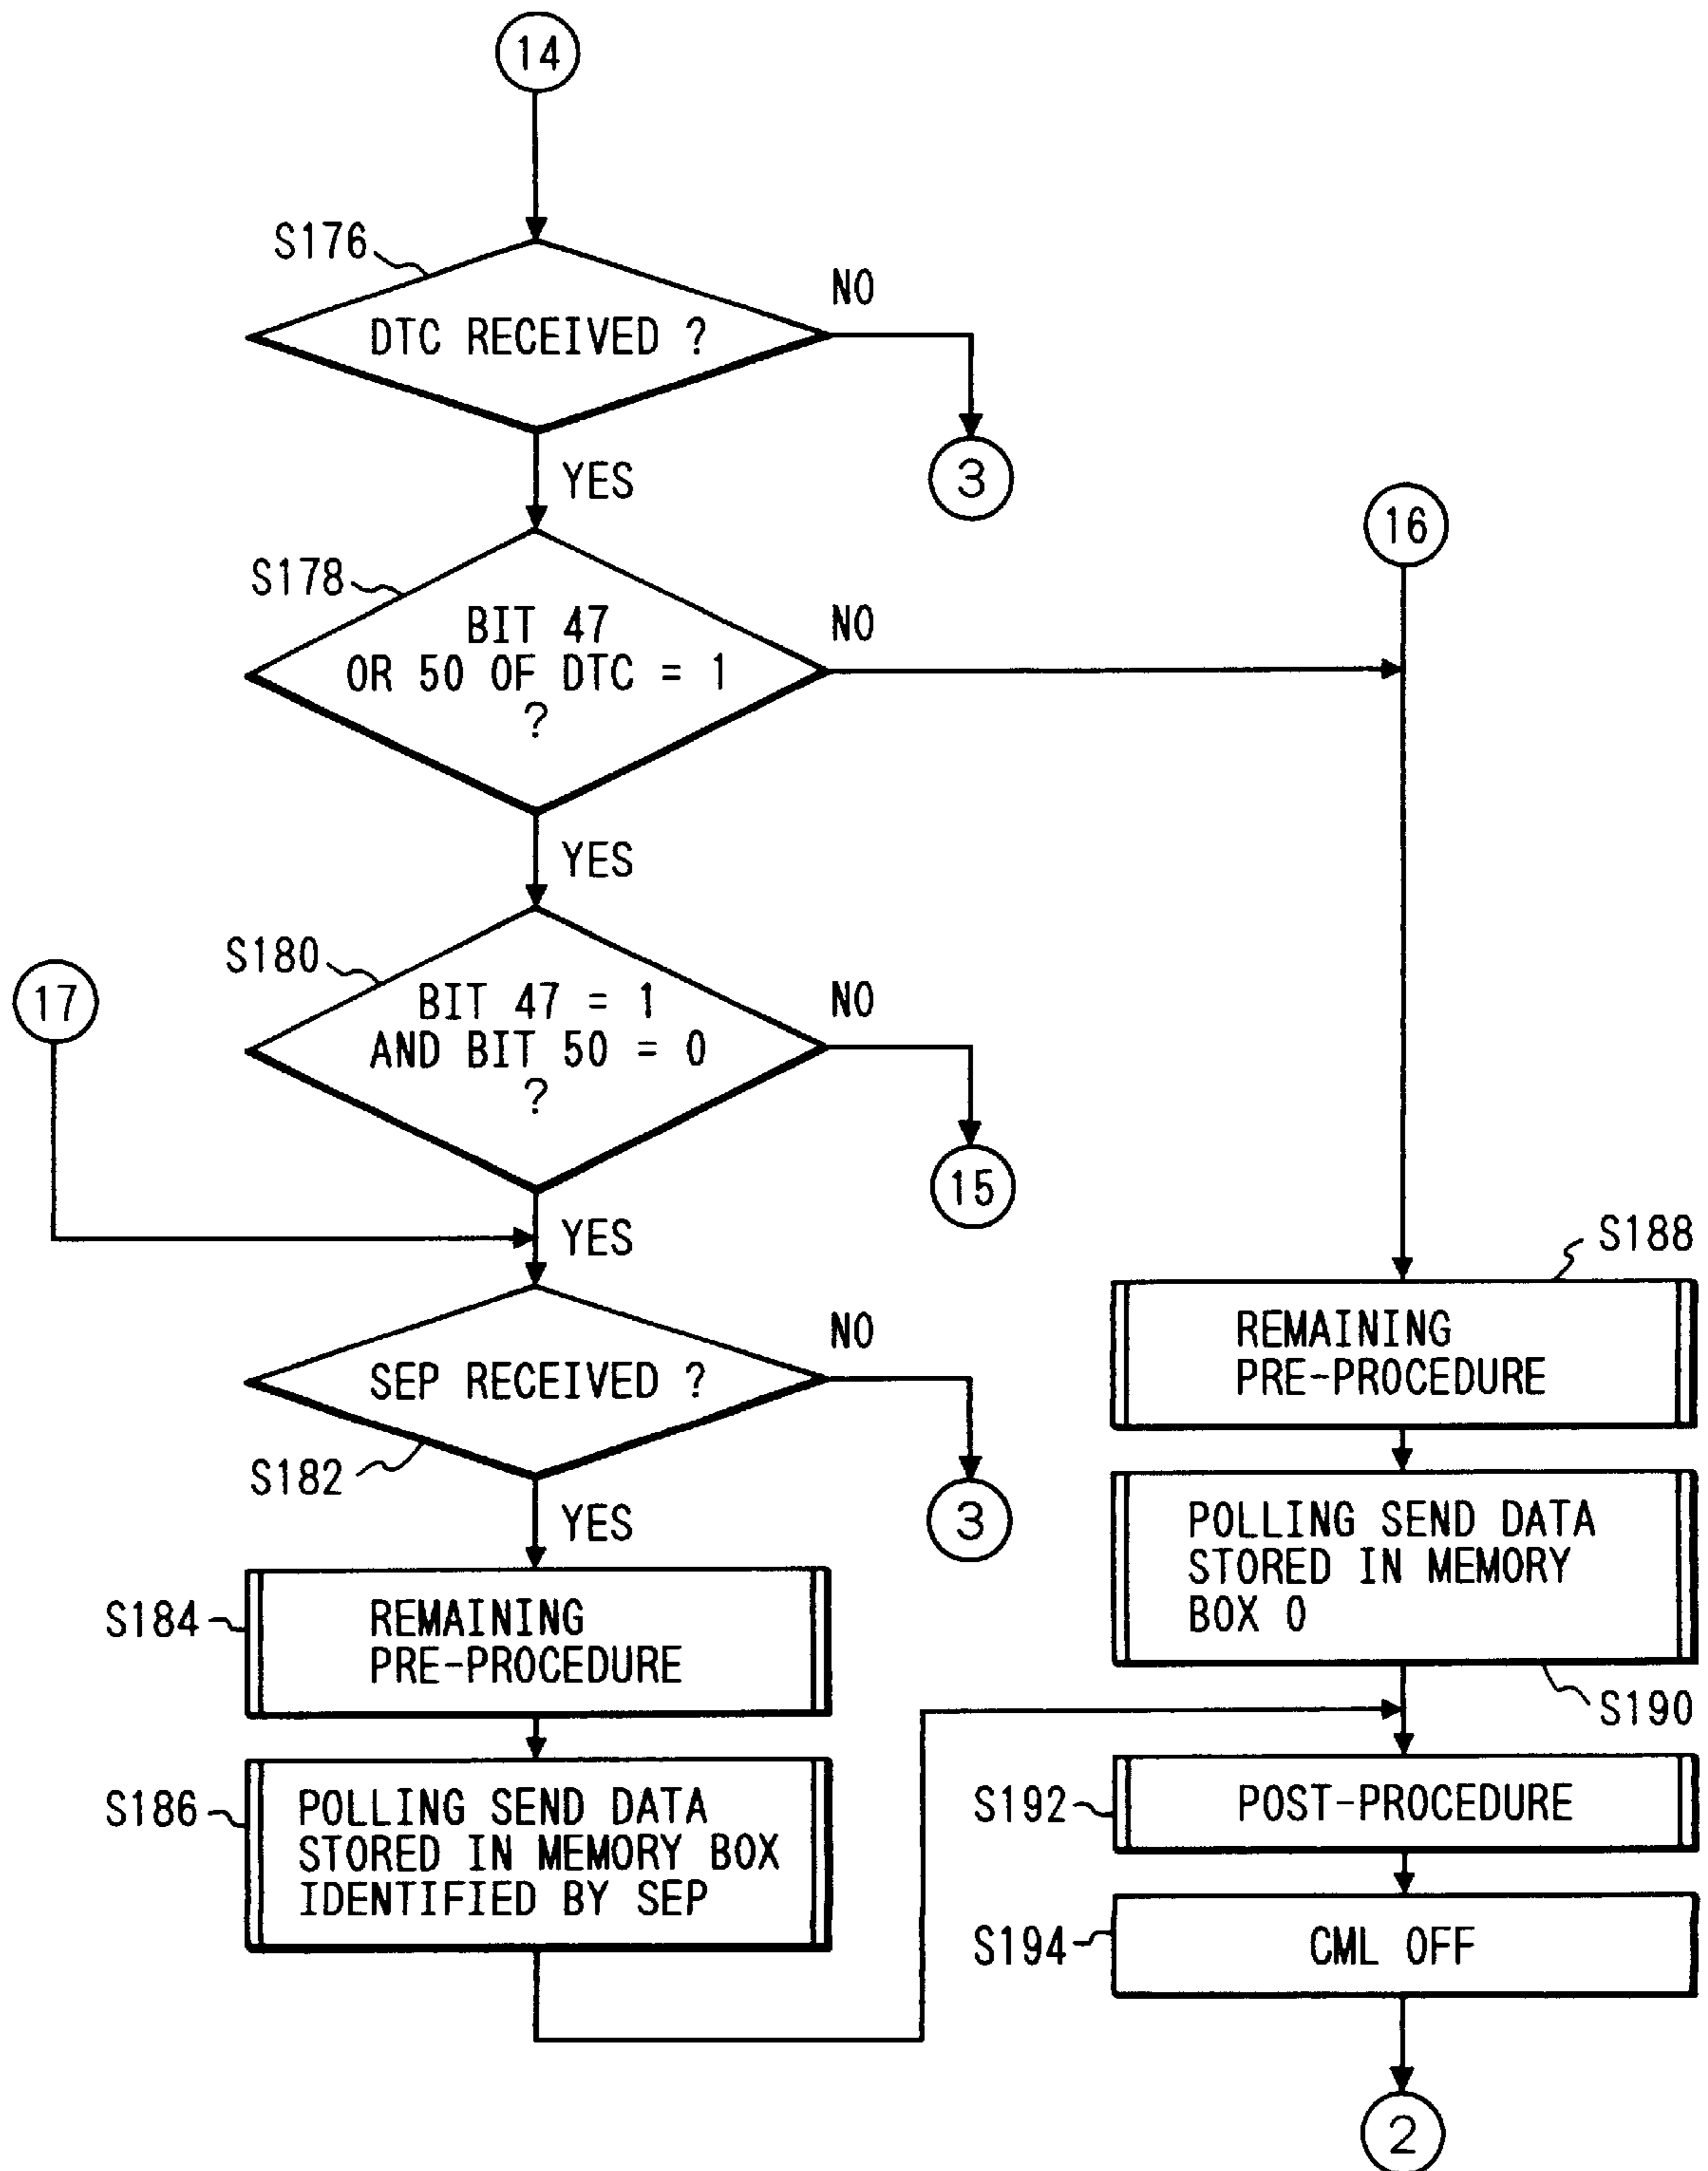 14
S176
DTC RECEIVED ?
NO
3
YES
S178
BIT 47
OR 50 OF DTC = 1
?
NO
16
YES
17
S180
BIT 47 = 1
AND BIT 50 = 0
?
NO
15
YES
SEP RECEIVED ?
NO
S182
3
YES
S184
REMAINING
PRE-PROCEDURE
S186
POLLING SEND DATA
STORED IN MEMORY BOX
IDENTIFIED BY SEP
S188
REMAINING
PRE-PROCEDURE
POLLING SEND DATA
STORED IN MEMORY
BOX 0
S190
S192
POST-PROCEDURE
S194
CML OFF
2